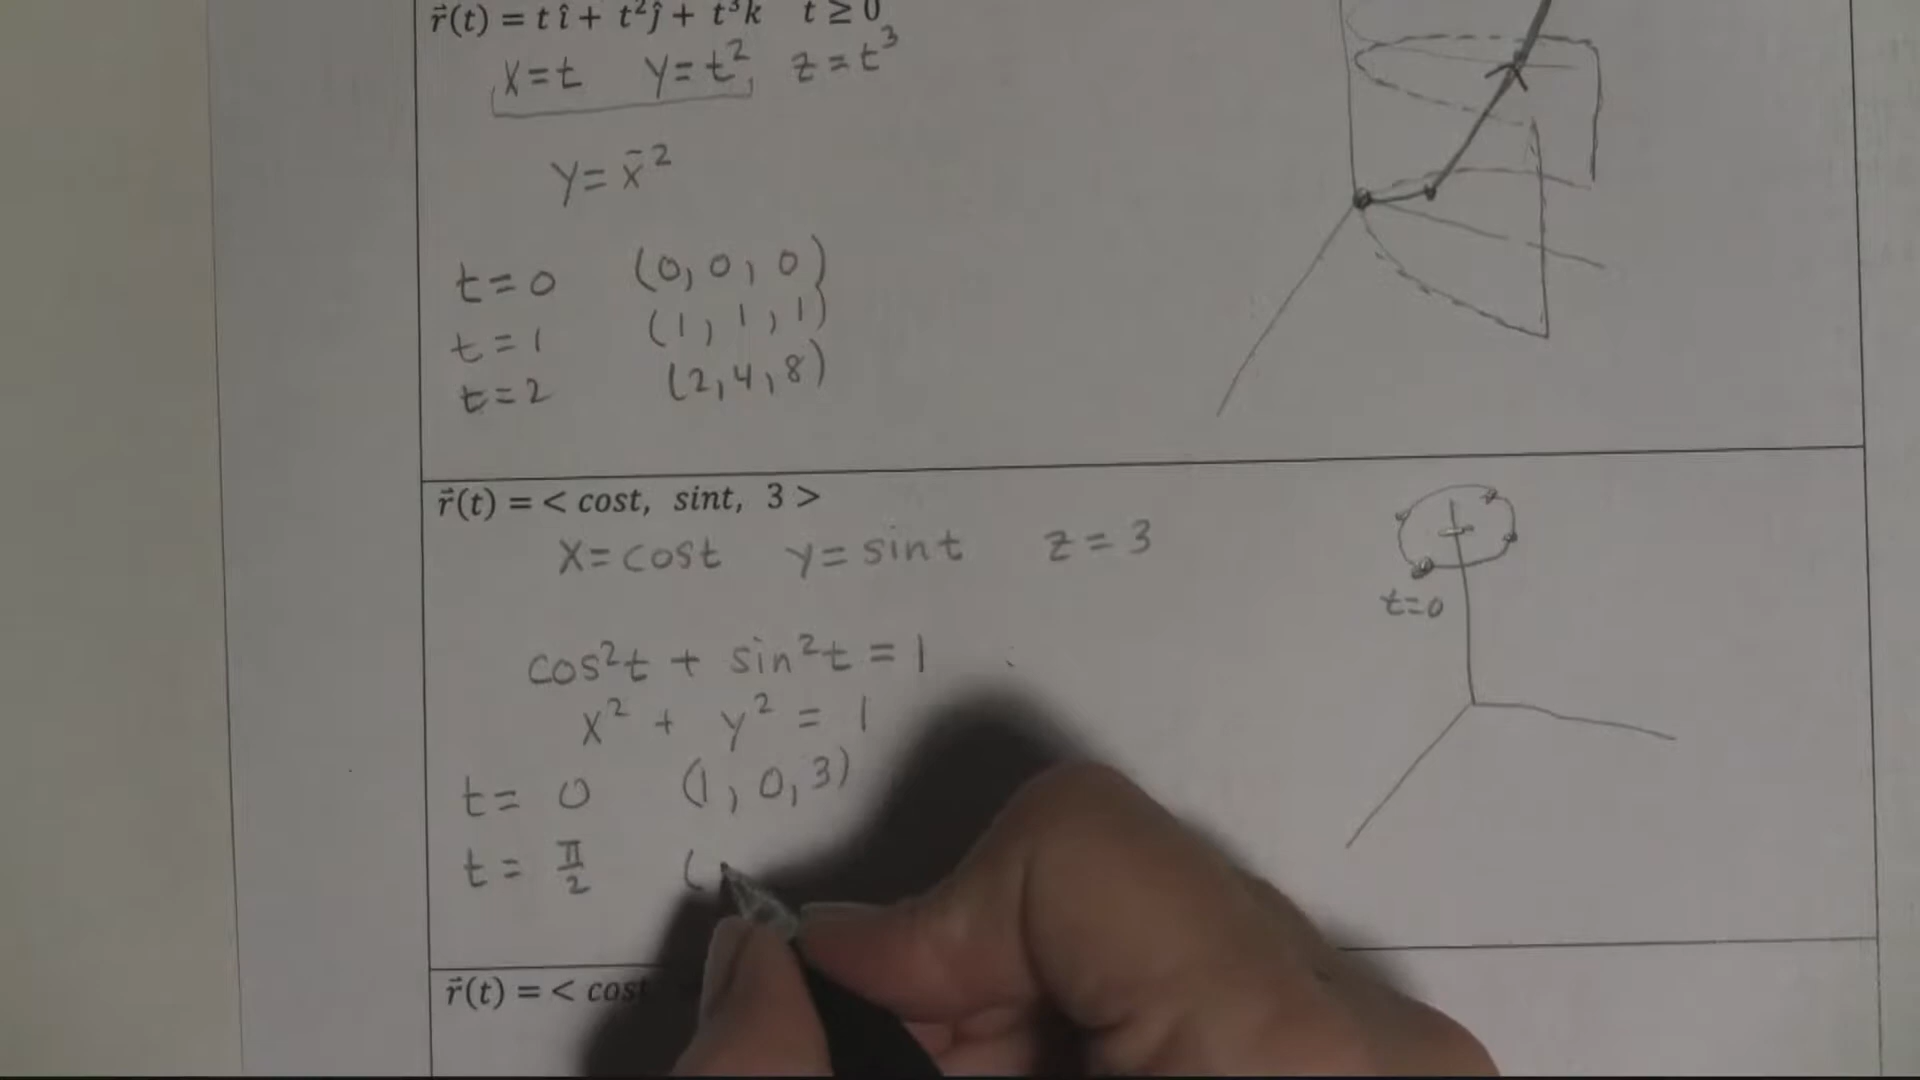 r⃗(t) = t î + t²ĵ + t³k̂   t ≥ 0
x = t   y = t²   z = t³
y = x²
t = 0   (0, 0, 0)
t = 1   (1, 1, 1)
t = 2   (2, 4, 8)
r⃗(t) = < cost, sint, 3 >
x = cost   y = sint   z = 3
t=0
cos²t + sin²t = 1
x² + y² = 1
t = 0   (1, 0, 3)
t = π/2   (
r⃗(t) = < cost